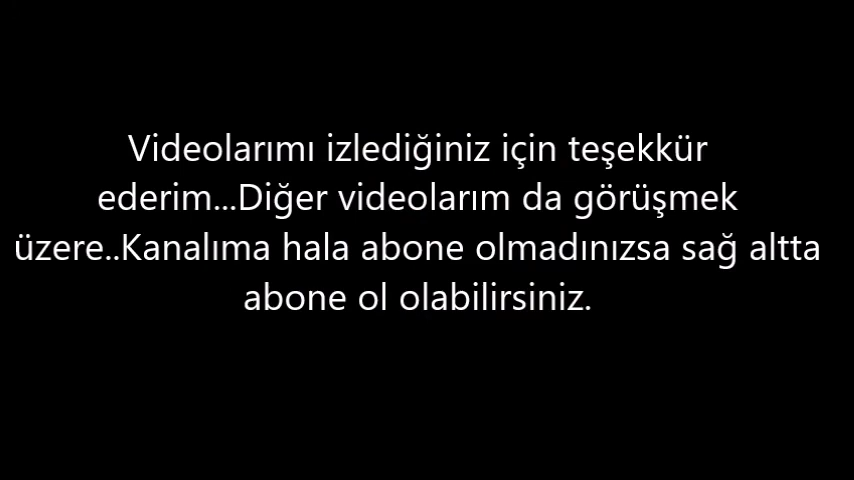 Videolarımı izlediğiniz için teşekkür
ederim...Diğer videolarım da görüşmek
üzere..Kanalıma hala abone olmadınızsa sağ altta
abone ol olabilirsiniz.